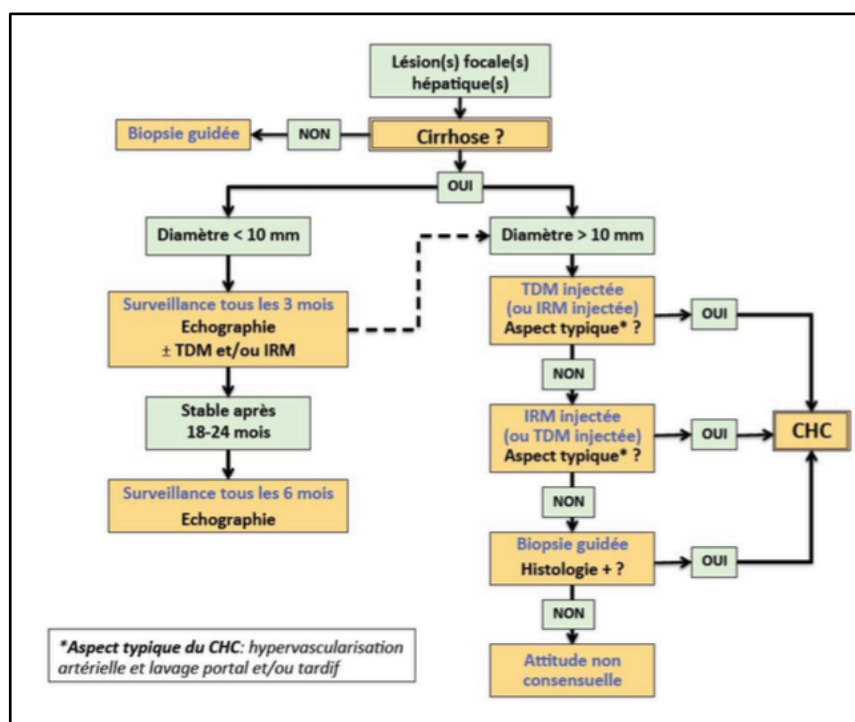 Lésion(s) focale(s)
hépatique(s)
Biopsie guidée
NON
Cirrhose ?
OUI
Diamètre < 10 mm
Diamètre > 10 mm
Surveillance tous les 3 mois
Echographie
± TDM et/ou IRM
TDM injectée
(ou IRM injectée)
Aspect typique* ?
OUI
NON
Stable après
18-24 mois
IRM injectée
(ou TDM injectée)
Aspect typique* ?
OUI
CHC
Surveillance tous les 6 mois
Echographie
NON
Biopsie guidée
Histologie + ?
OUI
NON
*Aspect typique du CHC: hypervascularisation
artérielle et lavage portal et/ou tardif
Attitude non
consensuelle